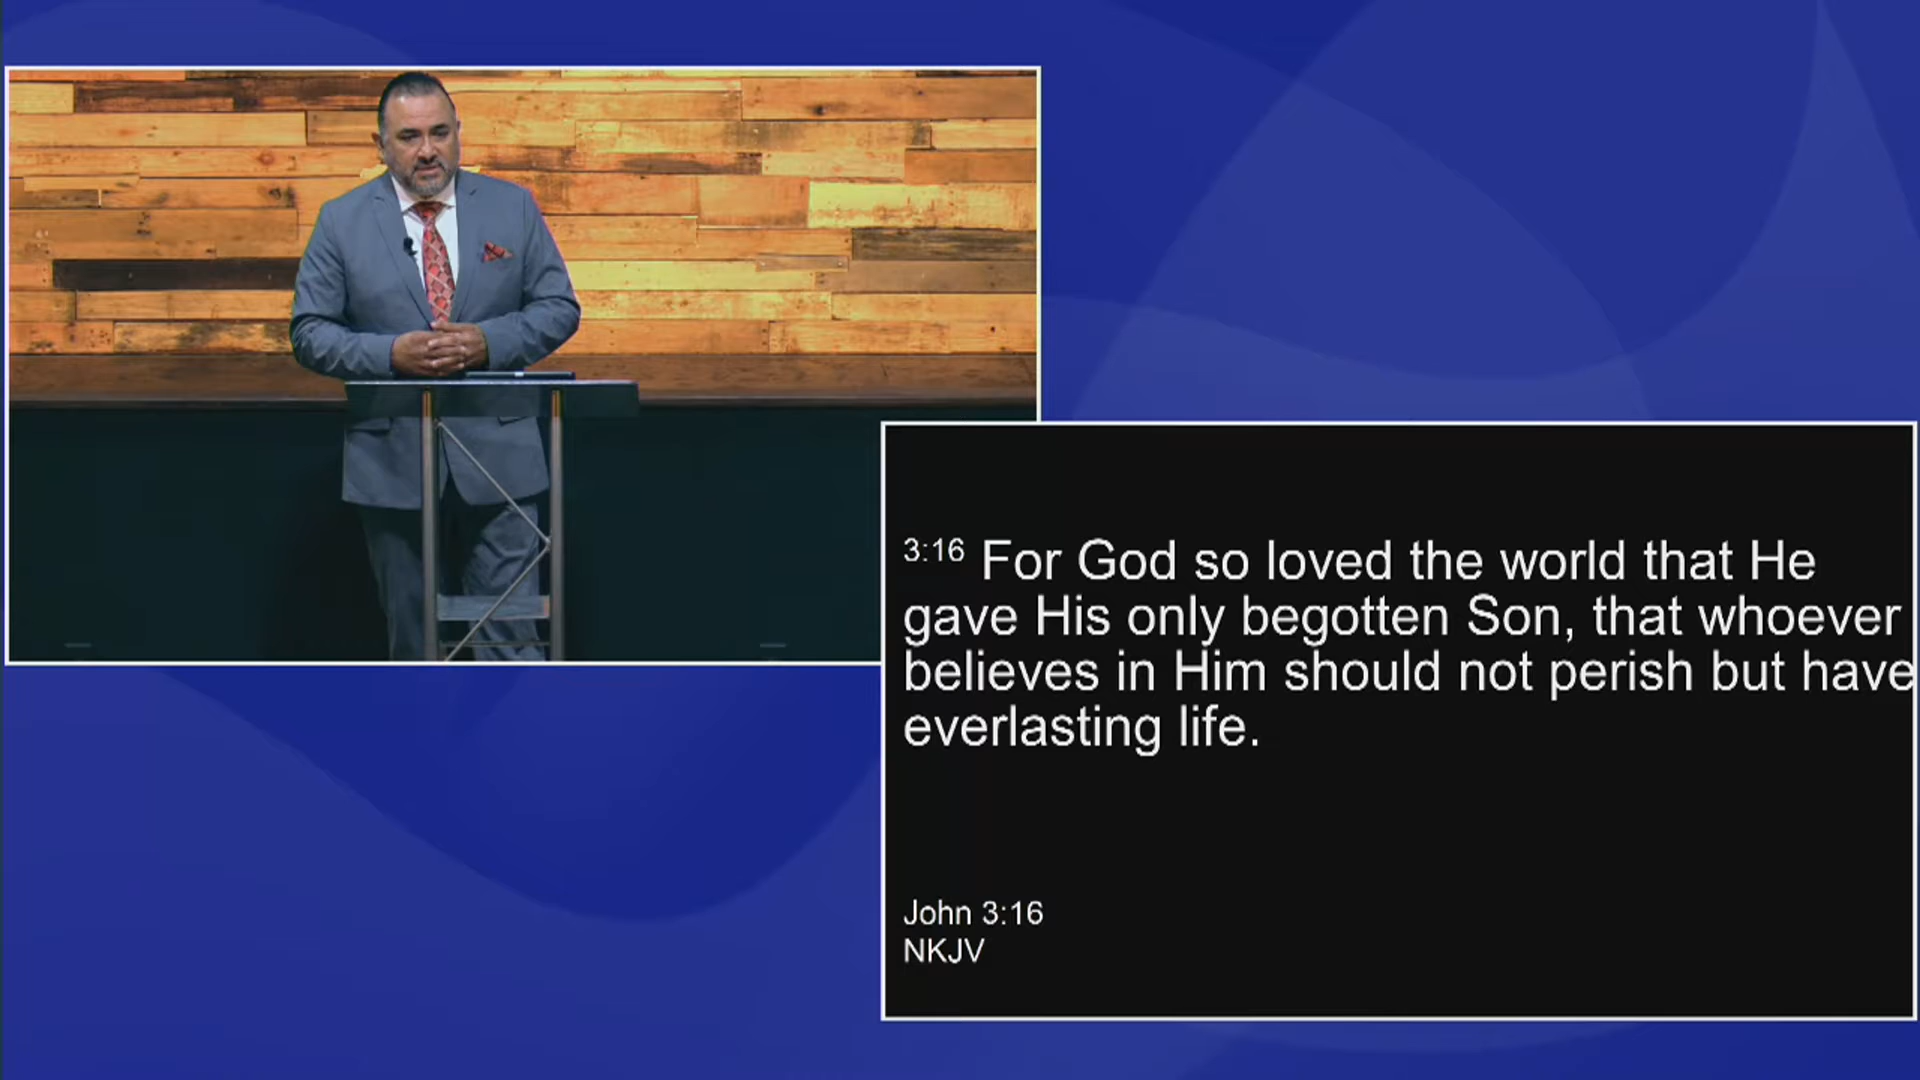 3:16 For God so loved the world that He
gave His only begotten Son, that whoever
believes in Him should not perish but have
everlasting life.
John 3:16
NKJV